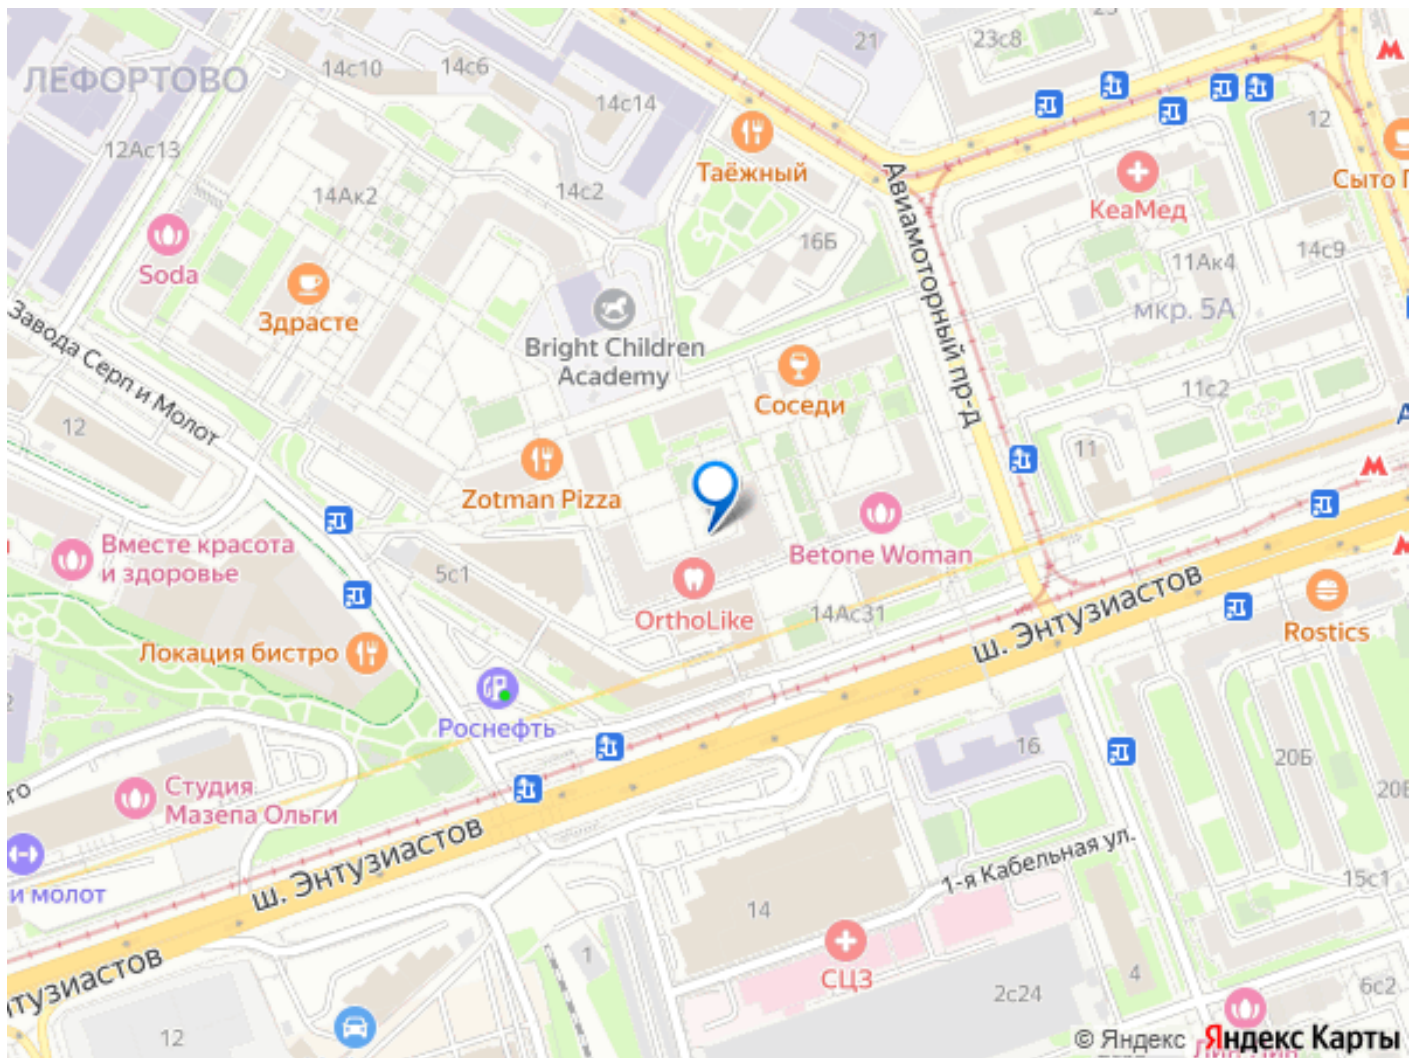 21
23с8
14с10
14с6
ЛЕФОРТОВО
14с14
12
12Ас13
Таёжный
Сыто
14с2
14Ак2
КеаМед
Авиамоторный пр-д
16Б
14с9
11Ак4
Soda
мкр. 5А
Здрасте
Завода Серп и Молот
Bright Children
Academy
11с2
Соседи
12
11
Zotman Pizza
Вместе красота
и здоровье
Betone Woman
5с1
ш. Энтузиастов
14Ас31
OrthoLike
Rostics
Локация бистро
Роснефть
16
20Б
Студия
Мазепа Ольги
20Б
ш. Энтузиастов
1-я Кабельная ул.
и молот
15с1
14
1
СЦЗ
4
6с2
2с24
тузиастов
12
© Яндекс Яндекс Карты